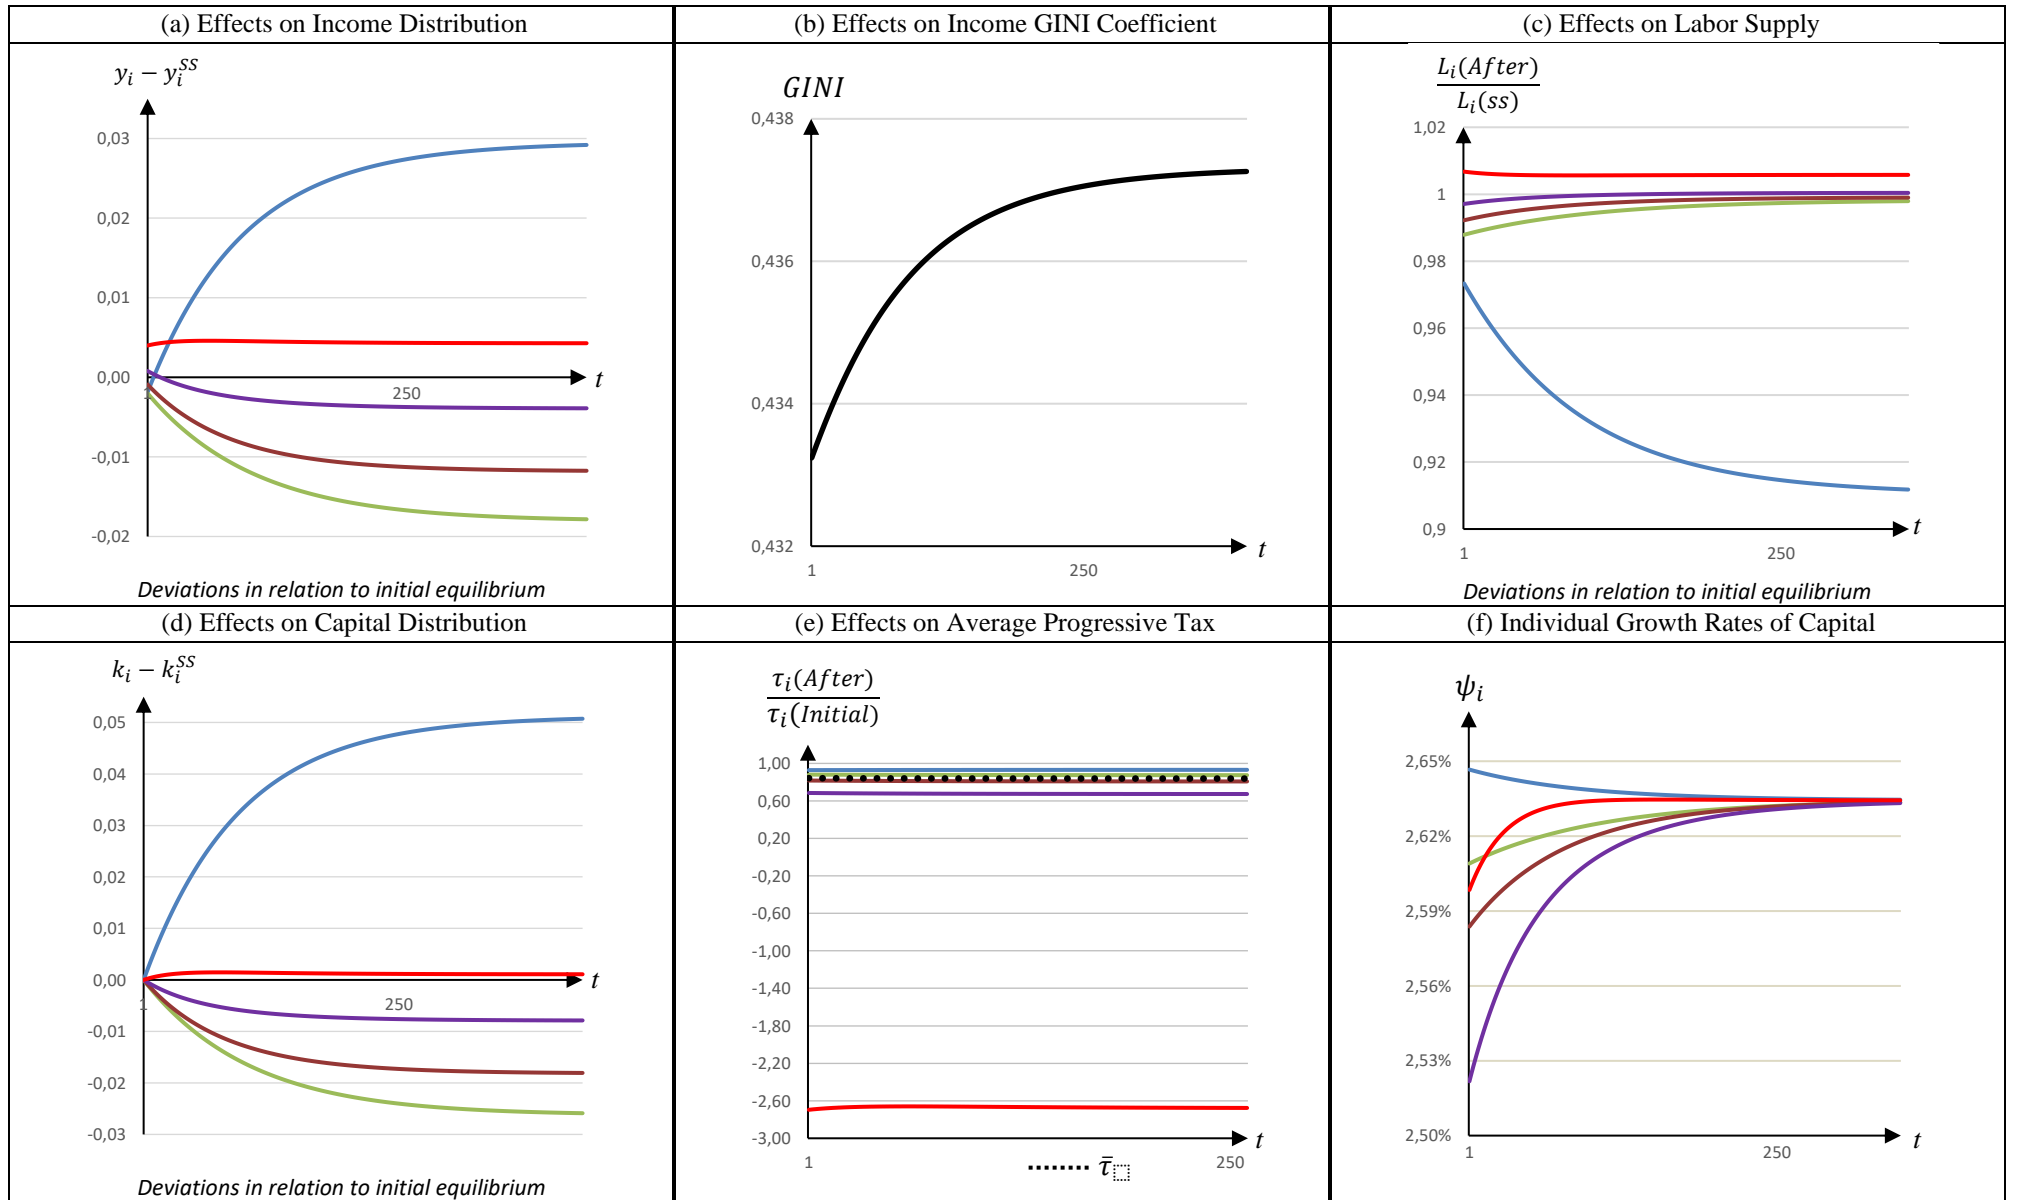 (a) Effects on Income Distribution
y_i − y_i^SS
0,03
0,02
0,01
0,00
-0,01
-0,02
250
t
Deviations in relation to initial equilibrium
(b) Effects on Income GINI Coefficient
GINI
0,438
0,436
0,434
0,432
1
250
t
(c) Effects on Labor Supply
L_i(After)
L_i(ss)
1,02
1
0,98
0,96
0,94
0,92
0,9
1
250
t
Deviations in relation to initial equilibrium
(d) Effects on Capital Distribution
k_i − k_i^SS
0,05
0,04
0,03
0,02
0,01
0,00
-0,01
-0,02
-0,03
1
250
t
Deviations in relation to initial equilibrium
(e) Effects on Average Progressive Tax
τ_i(After)
τ_i(Initial)
1,00
0,60
0,20
-0,20
-0,60
-1,00
-1,40
-1,80
-2,20
-2,60
-3,00
1
250
t
τ̄
(f) Individual Growth Rates of Capital
ψ_i
2,65%
2,62%
2,59%
2,56%
2,53%
2,50%
1
250
t